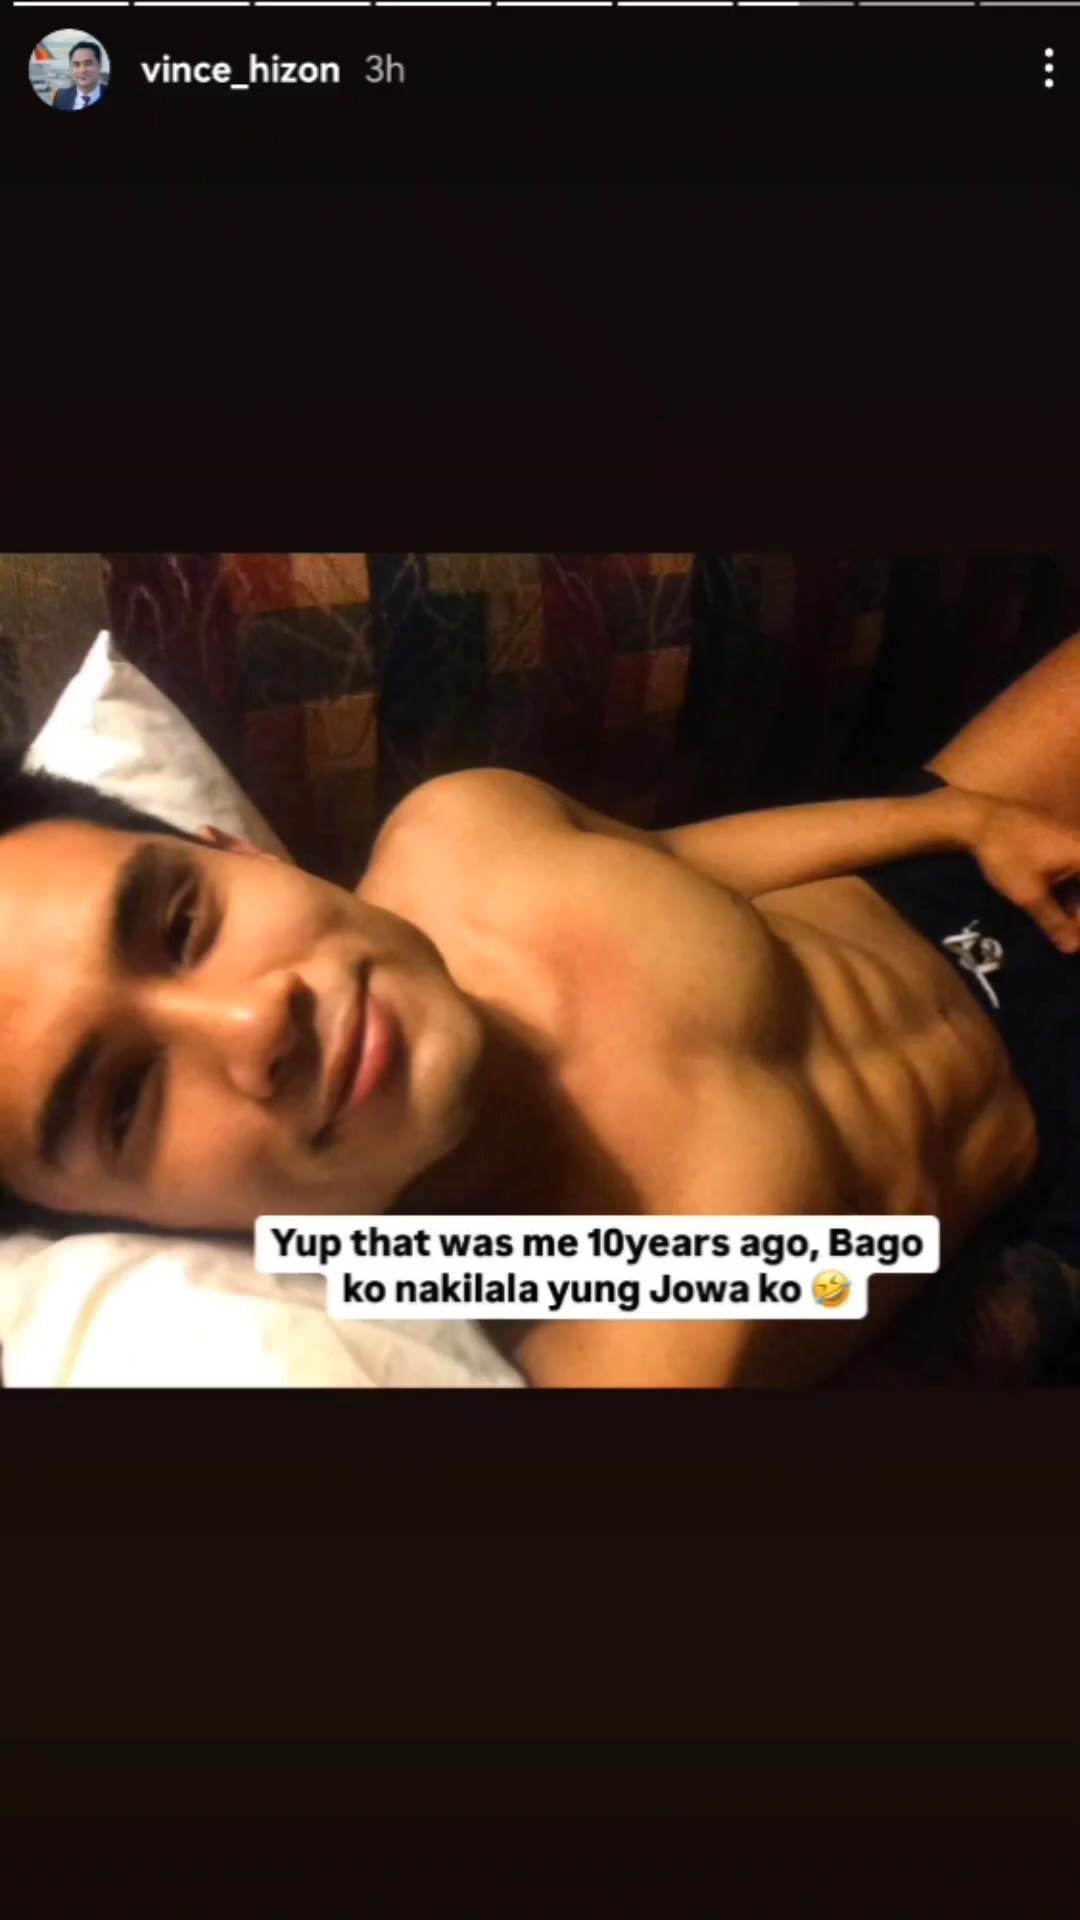 vince_hizon 3h
Yup that was me 10years ago, Bago
ko nakilala yung Jowa ko 🤣